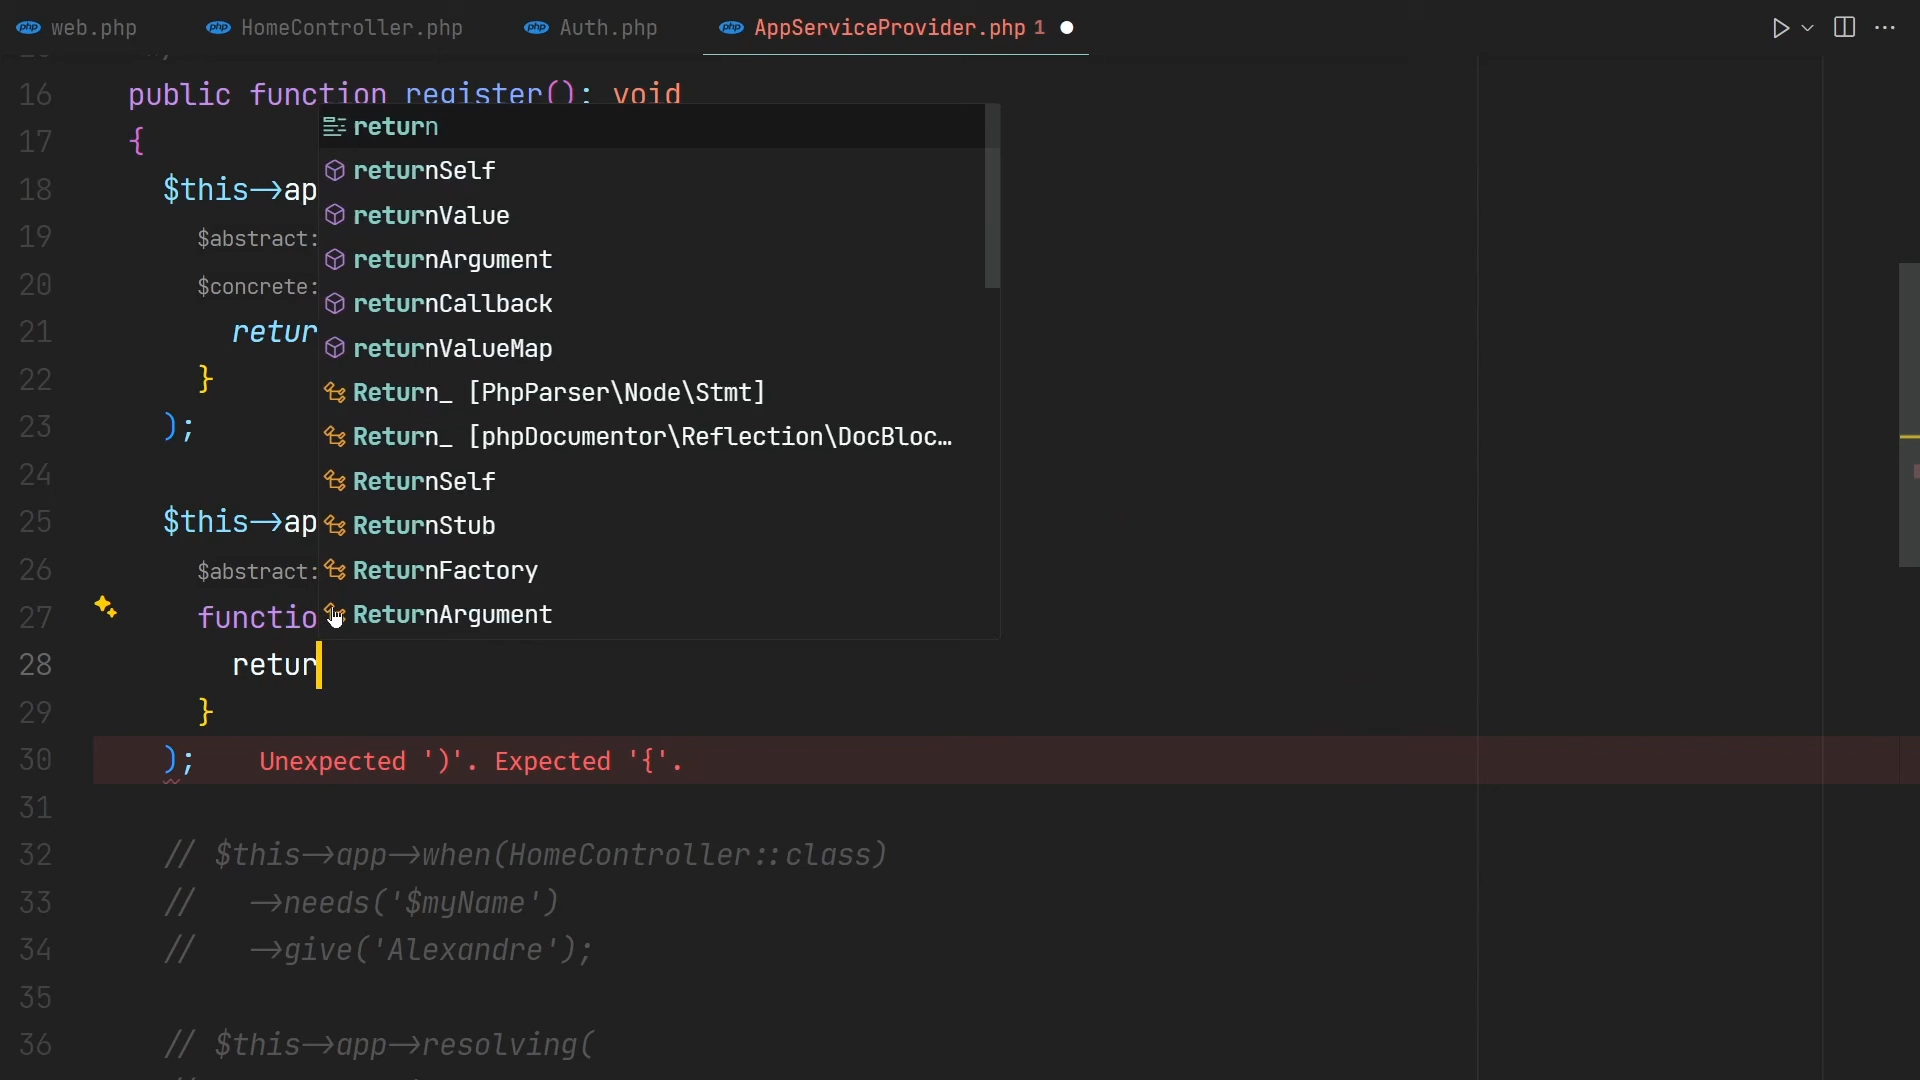 php web.php php HomeController.php php Auth.php php AppServiceProvider.php 1
16 public function register(): void
17 {
18 $this->ap
19 $abstract:
20 $concrete:
21 retur
22 }
23 );
24
25 $this->ap
26 $abstract:
27 functio
28 retur
29 }
30 ); Unexpected ')'. Expected '{'.
31
32 // $this->app->when(HomeController::class)
33 // ->needs('$myName')
34 // ->give('Alexandre');
35
36 // $this->app->resolving(
return
returnSelf
returnValue
returnArgument
returnCallback
returnValueMap
Return_ [PhpParser\Node\Stmt]
Return_ [phpDocumentor\Reflection\DocBloc…
ReturnSelf
ReturnStub
ReturnFactory
ReturnArgument